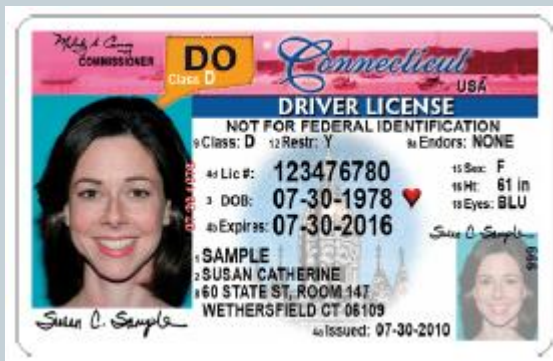 COMMISSIONER
DO
Class D
Connecticut
USA
DRIVER LICENSE
NOT FOR FEDERAL IDENTIFICATION
9 Class: D 12 Restr: Y 9a Endors: NONE
4d Lic #: 123476780 15 Sex: F
3 DOB: 07-30-1978 16 Ht: 61 in
4b Expires: 07-30-2016 18 Eyes: BLU
1 SAMPLE
2 SUSAN CATHERINE
8 60 STATE ST, ROOM 147
WETHERSFIELD CT 06109
4a Issued: 07-30-2010
Susan C. Sample
Susan C. Sample